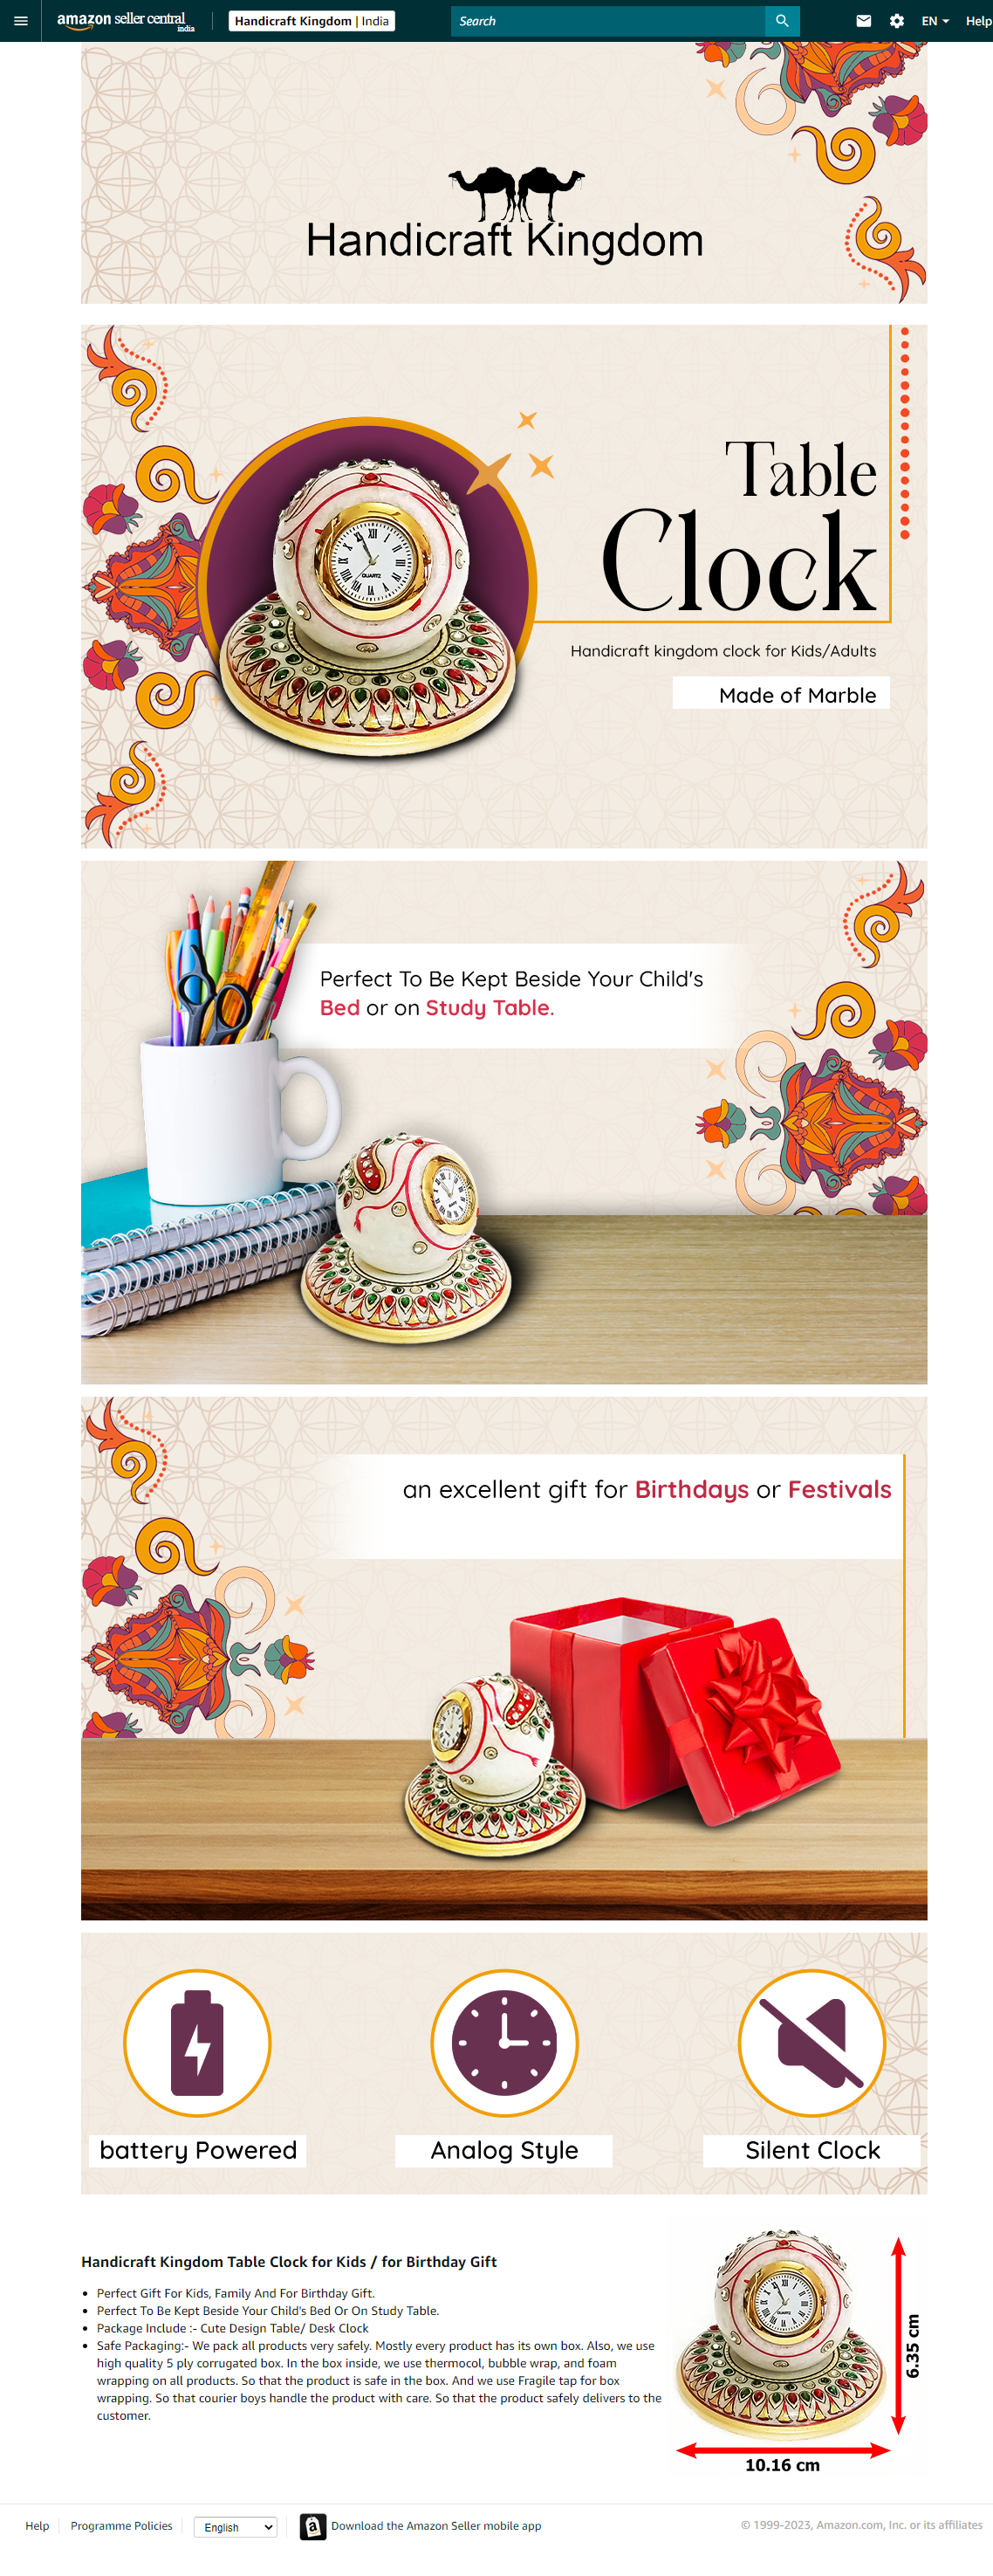 amazon seller central
india
Handicraft Kingdom | India
Search
EN
Help
Handicraft Kingdom
Table
Clock
Handicraft kingdom clock for Kids/Adults
Made of Marble
QUARTZ
Perfect To Be Kept Beside Your Child's
Bed or on Study Table.
an excellent gift for Birthdays or Festivals
battery Powered
Analog Style
Silent Clock
Handicraft Kingdom Table Clock for Kids / for Birthday Gift
Perfect Gift For Kids, Family And For Birthday Gift.
Perfect To Be Kept Beside Your Child's Bed Or On Study Table.
Package Include :- Cute Design Table/ Desk Clock
Safe Packaging:- We pack all products very safely. Mostly every product has its own box. Also, we use
high quality 5 ply corrugated box. In the box inside, we use thermocol, bubble wrap, and foam
wrapping on all products. So that the product is safe in the box. And we use Fragile tap for box
wrapping. So that courier boys handle the product with care. So that the product safely delivers to the
customer.
QUARTZ
6.35 cm
10.16 cm
Help
Programme Policies
English
Download the Amazon Seller mobile app
© 1999-2023, Amazon.com, Inc. or its affiliates